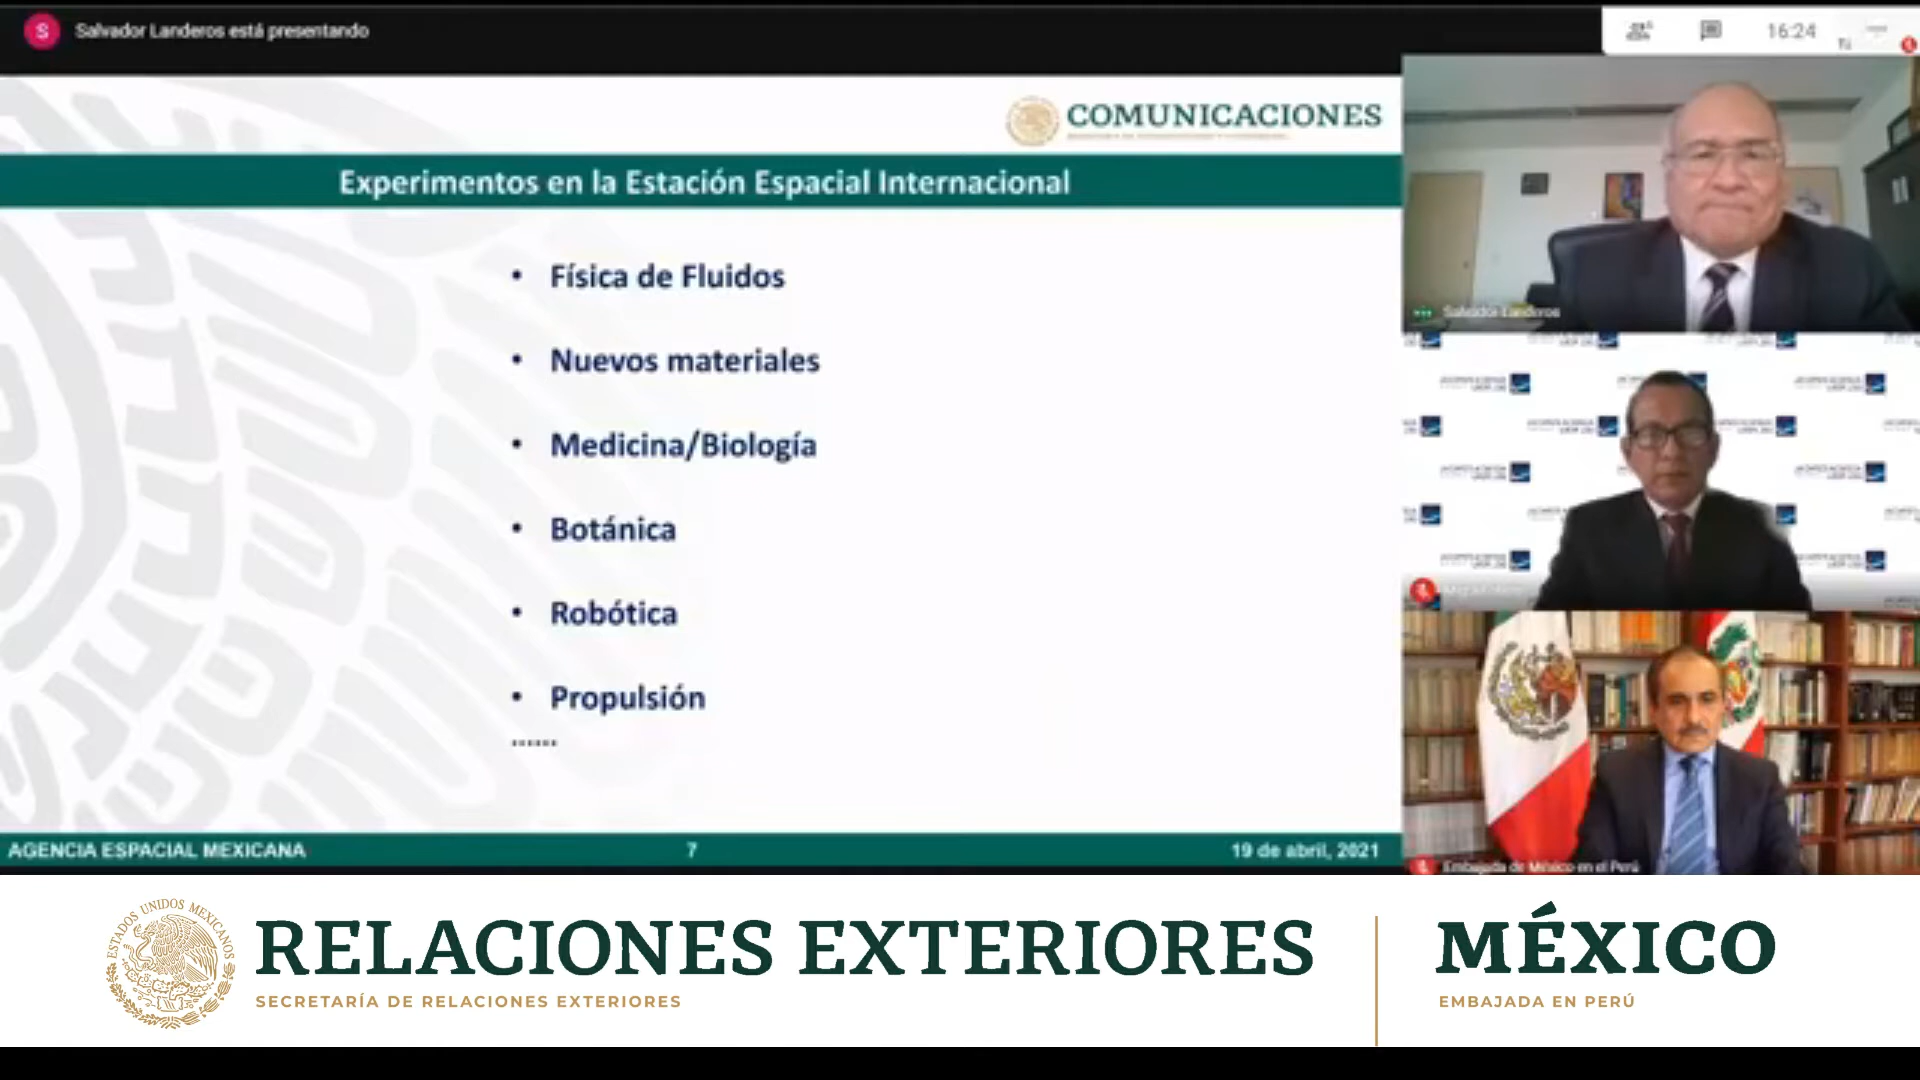 S
Salvador Landeros está presentando
16:24
COMUNICACIONES
Experimentos en la Estación Espacial Internacional
• Física de Fluidos
• Nuevos materiales
• Medicina/Biología
• Botánica
• Robótica
• Propulsión
......
AGENCIA ESPACIAL MEXICANA
7
19 de abril, 2021
Salvador Landeros
Embajada de México en el Perú
ESTADOS UNIDOS MEXICANOS
RELACIONES EXTERIORES
SECRETARÍA DE RELACIONES EXTERIORES
MÉXICO
EMBAJADA EN PERÚ